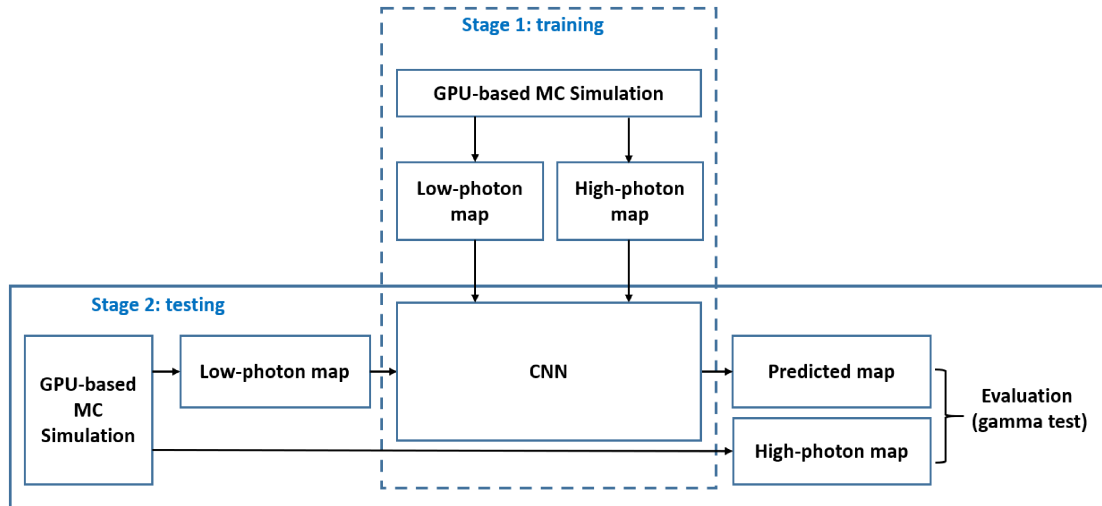 Stage 1: training
GPU-based MC Simulation
Low-photon
map
High-photon
map
Stage 2: testing
GPU-based
MC
Simulation
Low-photon map
CNN
Predicted map
High-photon map
Evaluation
(gamma test)